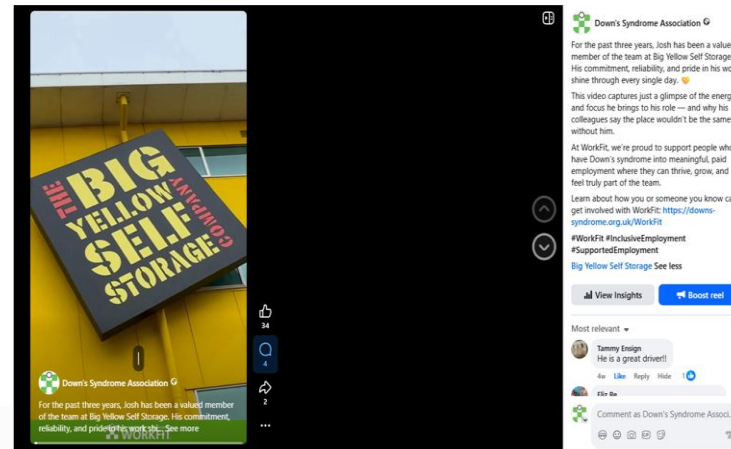 THE BIG
YELLOW
SELF
STORAGE
COMPANY
34
4
2
Down's Syndrome Association
For the past three years, Josh has been a valued member
of the team at Big Yellow Self Storage. His commitment,
reliability, and pride in his work shi... See more
WORKFIT
Down's Syndrome Association
For the past three years, Josh has been a value
member of the team at Big Yellow Self Storage
His commitment, reliability, and pride in his wo
shine through every single day.
This video captures just a glimpse of the energ
and focus he brings to his role — and why his
colleagues say the place wouldn't be the same
without him.
At WorkFit, we're proud to support people who
have Down's syndrome into meaningful, paid
employment where they can thrive, grow, and
feel truly part of the team.
Learn about how you or someone you know ca
get involved with WorkFit: https://downs-
syndrome.org.uk/WorkFit
#WorkFit #InclusiveEmployment
#SupportedEmployment
Big Yellow Self Storage See less
View Insights
Boost reel
Most relevant
Tammy Ensign
He is a great driver!!
4w Like Reply Hide 1
Comment as Down's Syndrome Associ.